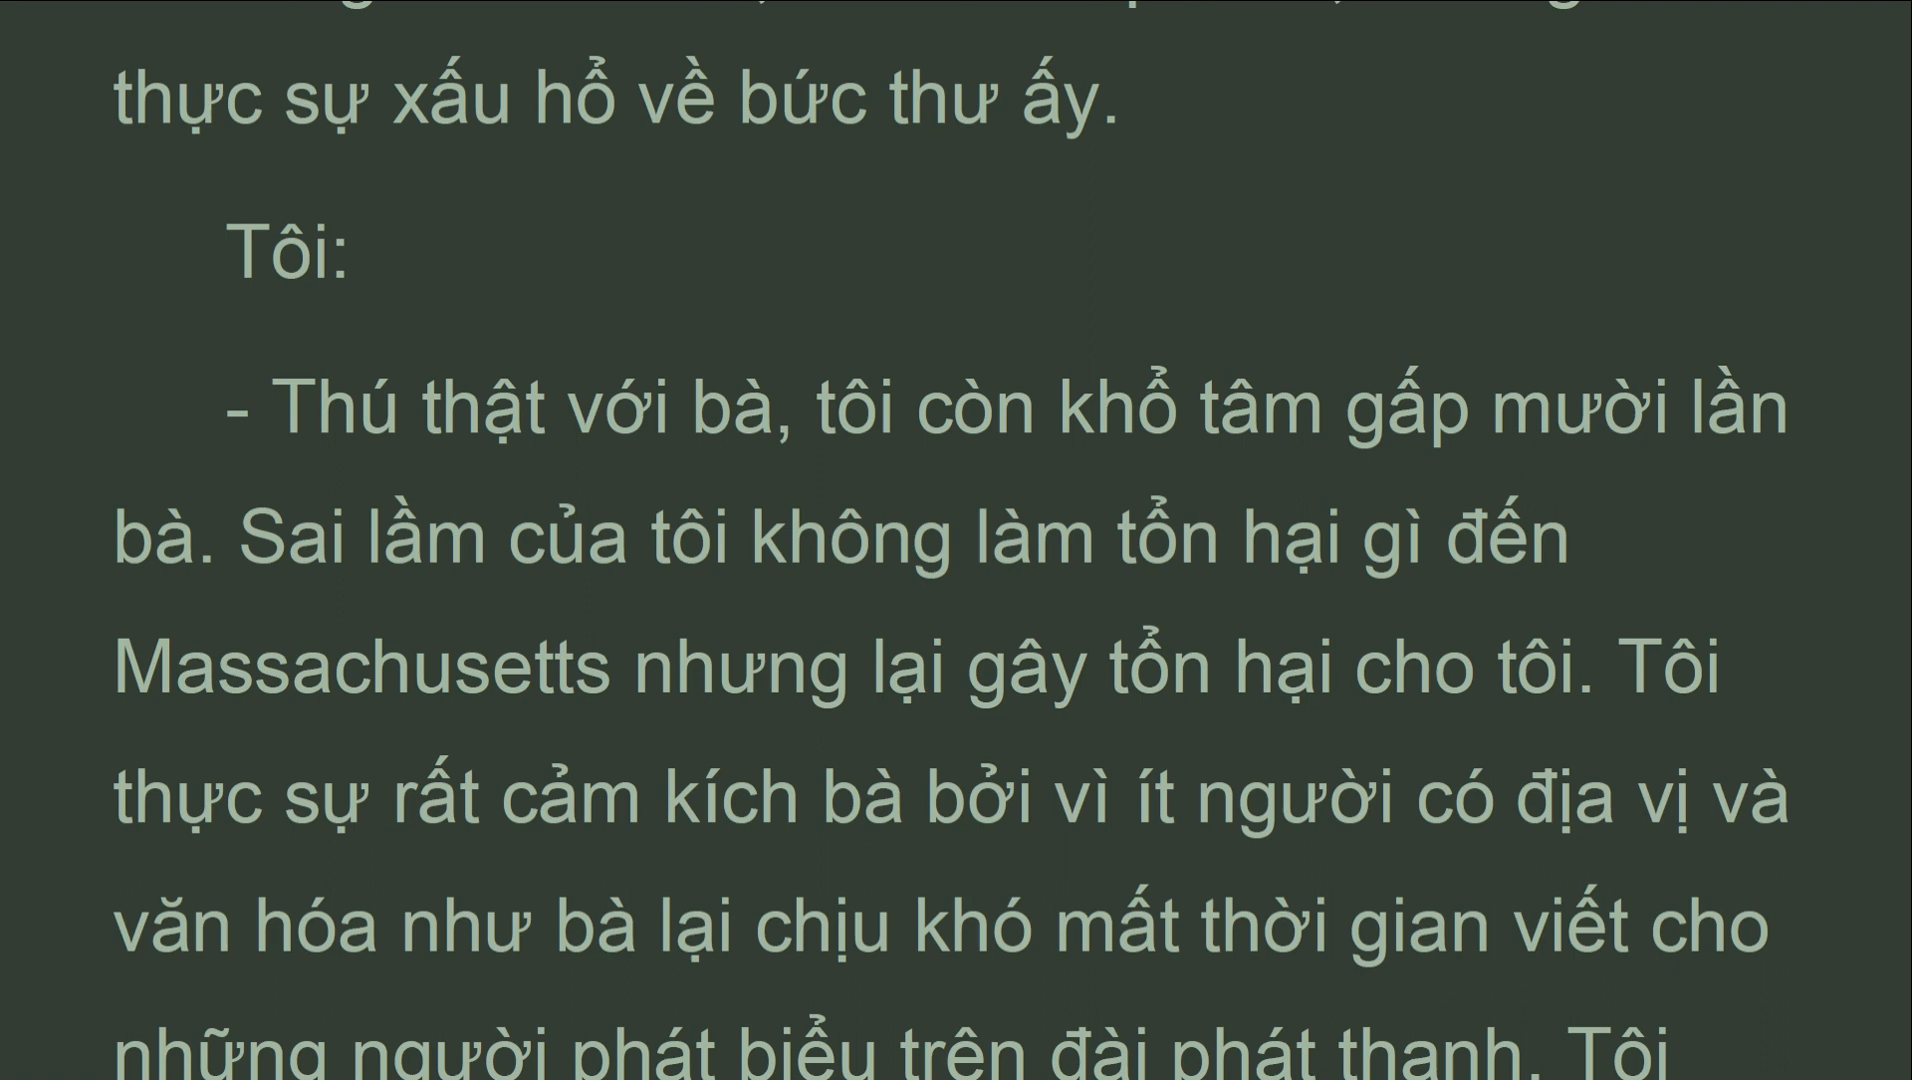 thực sự xấu hổ về bức thư ấy.
Tôi:
- Thú thật với bà, tôi còn khổ tâm gấp mười lần
bà. Sai lầm của tôi không làm tổn hại gì đến
Massachusetts nhưng lại gây tổn hại cho tôi. Tôi
thực sự rất cảm kích bà bởi vì ít người có địa vị và
văn hóa như bà lại chịu khó mất thời gian viết cho
những người phát biểu trên đài phát thanh. Tôi